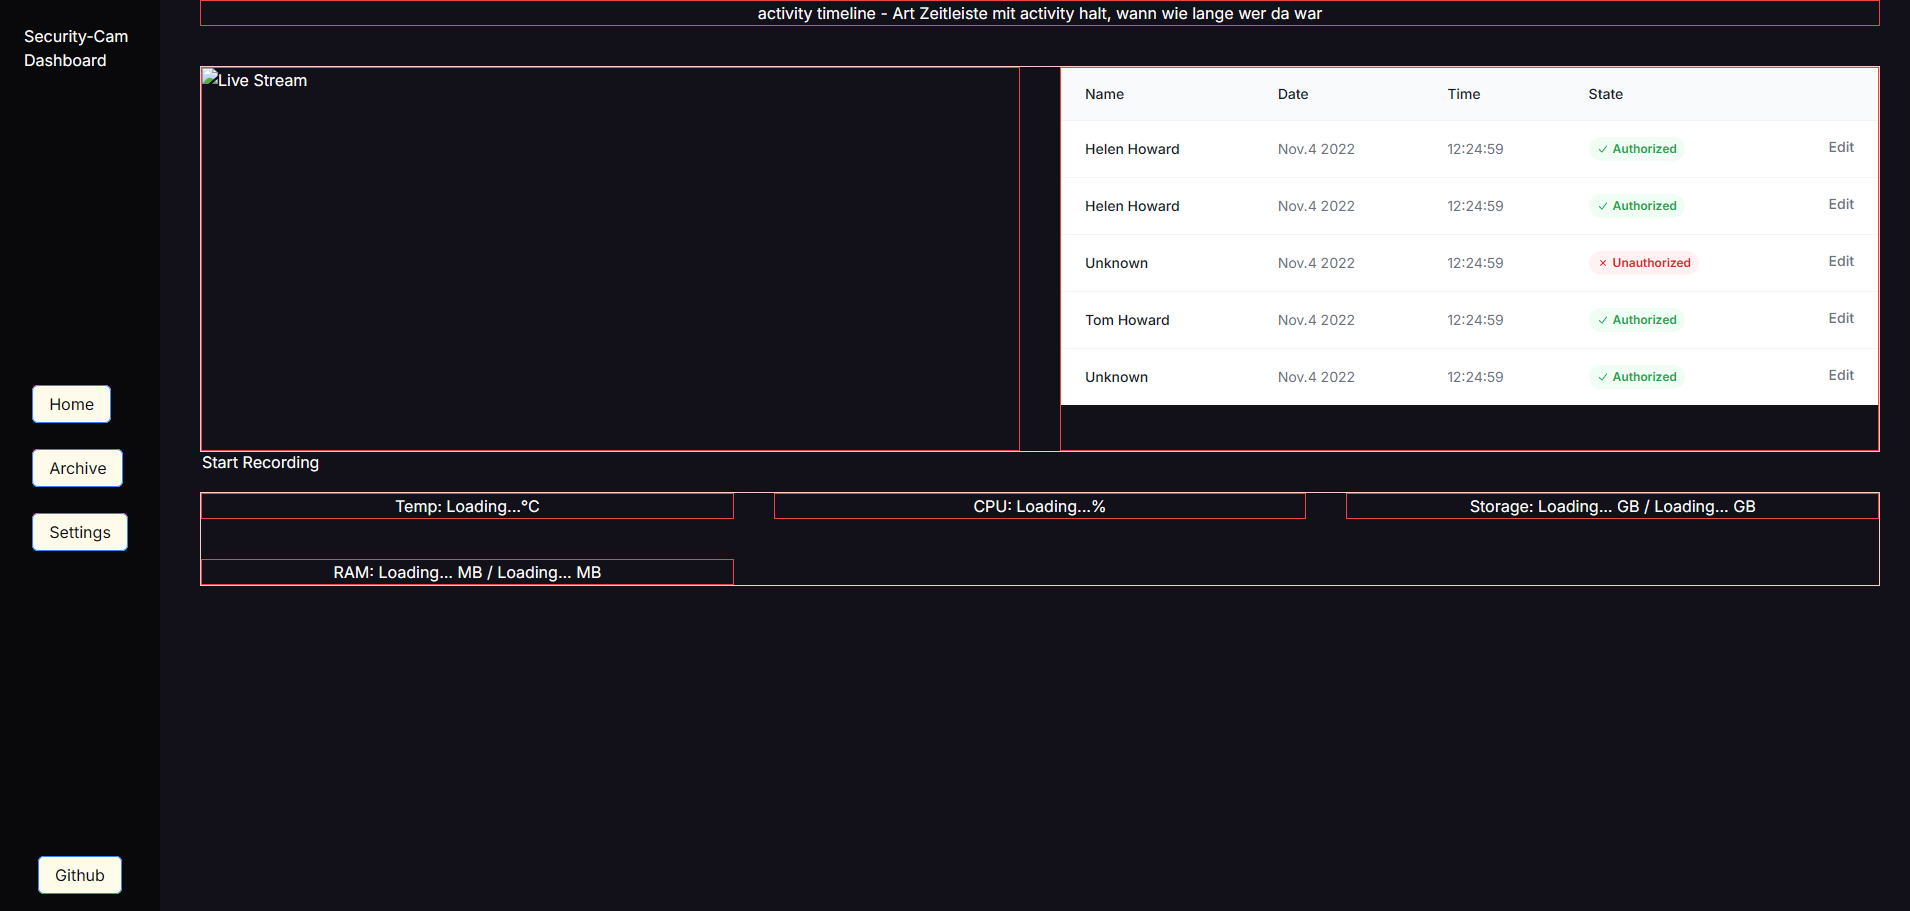 Security-Cam
Dashboard
Home
Archive
Settings
Github
activity timeline - Art Zeitleiste mit activity halt, wann wie lange wer da war
Live Stream
Start Recording
Name Date Time State
Helen Howard Nov.4 2022 12:24:59 Authorized Edit
Helen Howard Nov.4 2022 12:24:59 Authorized Edit
Unknown Nov.4 2022 12:24:59 Unauthorized Edit
Tom Howard Nov.4 2022 12:24:59 Authorized Edit
Unknown Nov.4 2022 12:24:59 Authorized Edit
Temp: Loading...°C
CPU: Loading...%
Storage: Loading... GB / Loading... GB
RAM: Loading... MB / Loading... MB